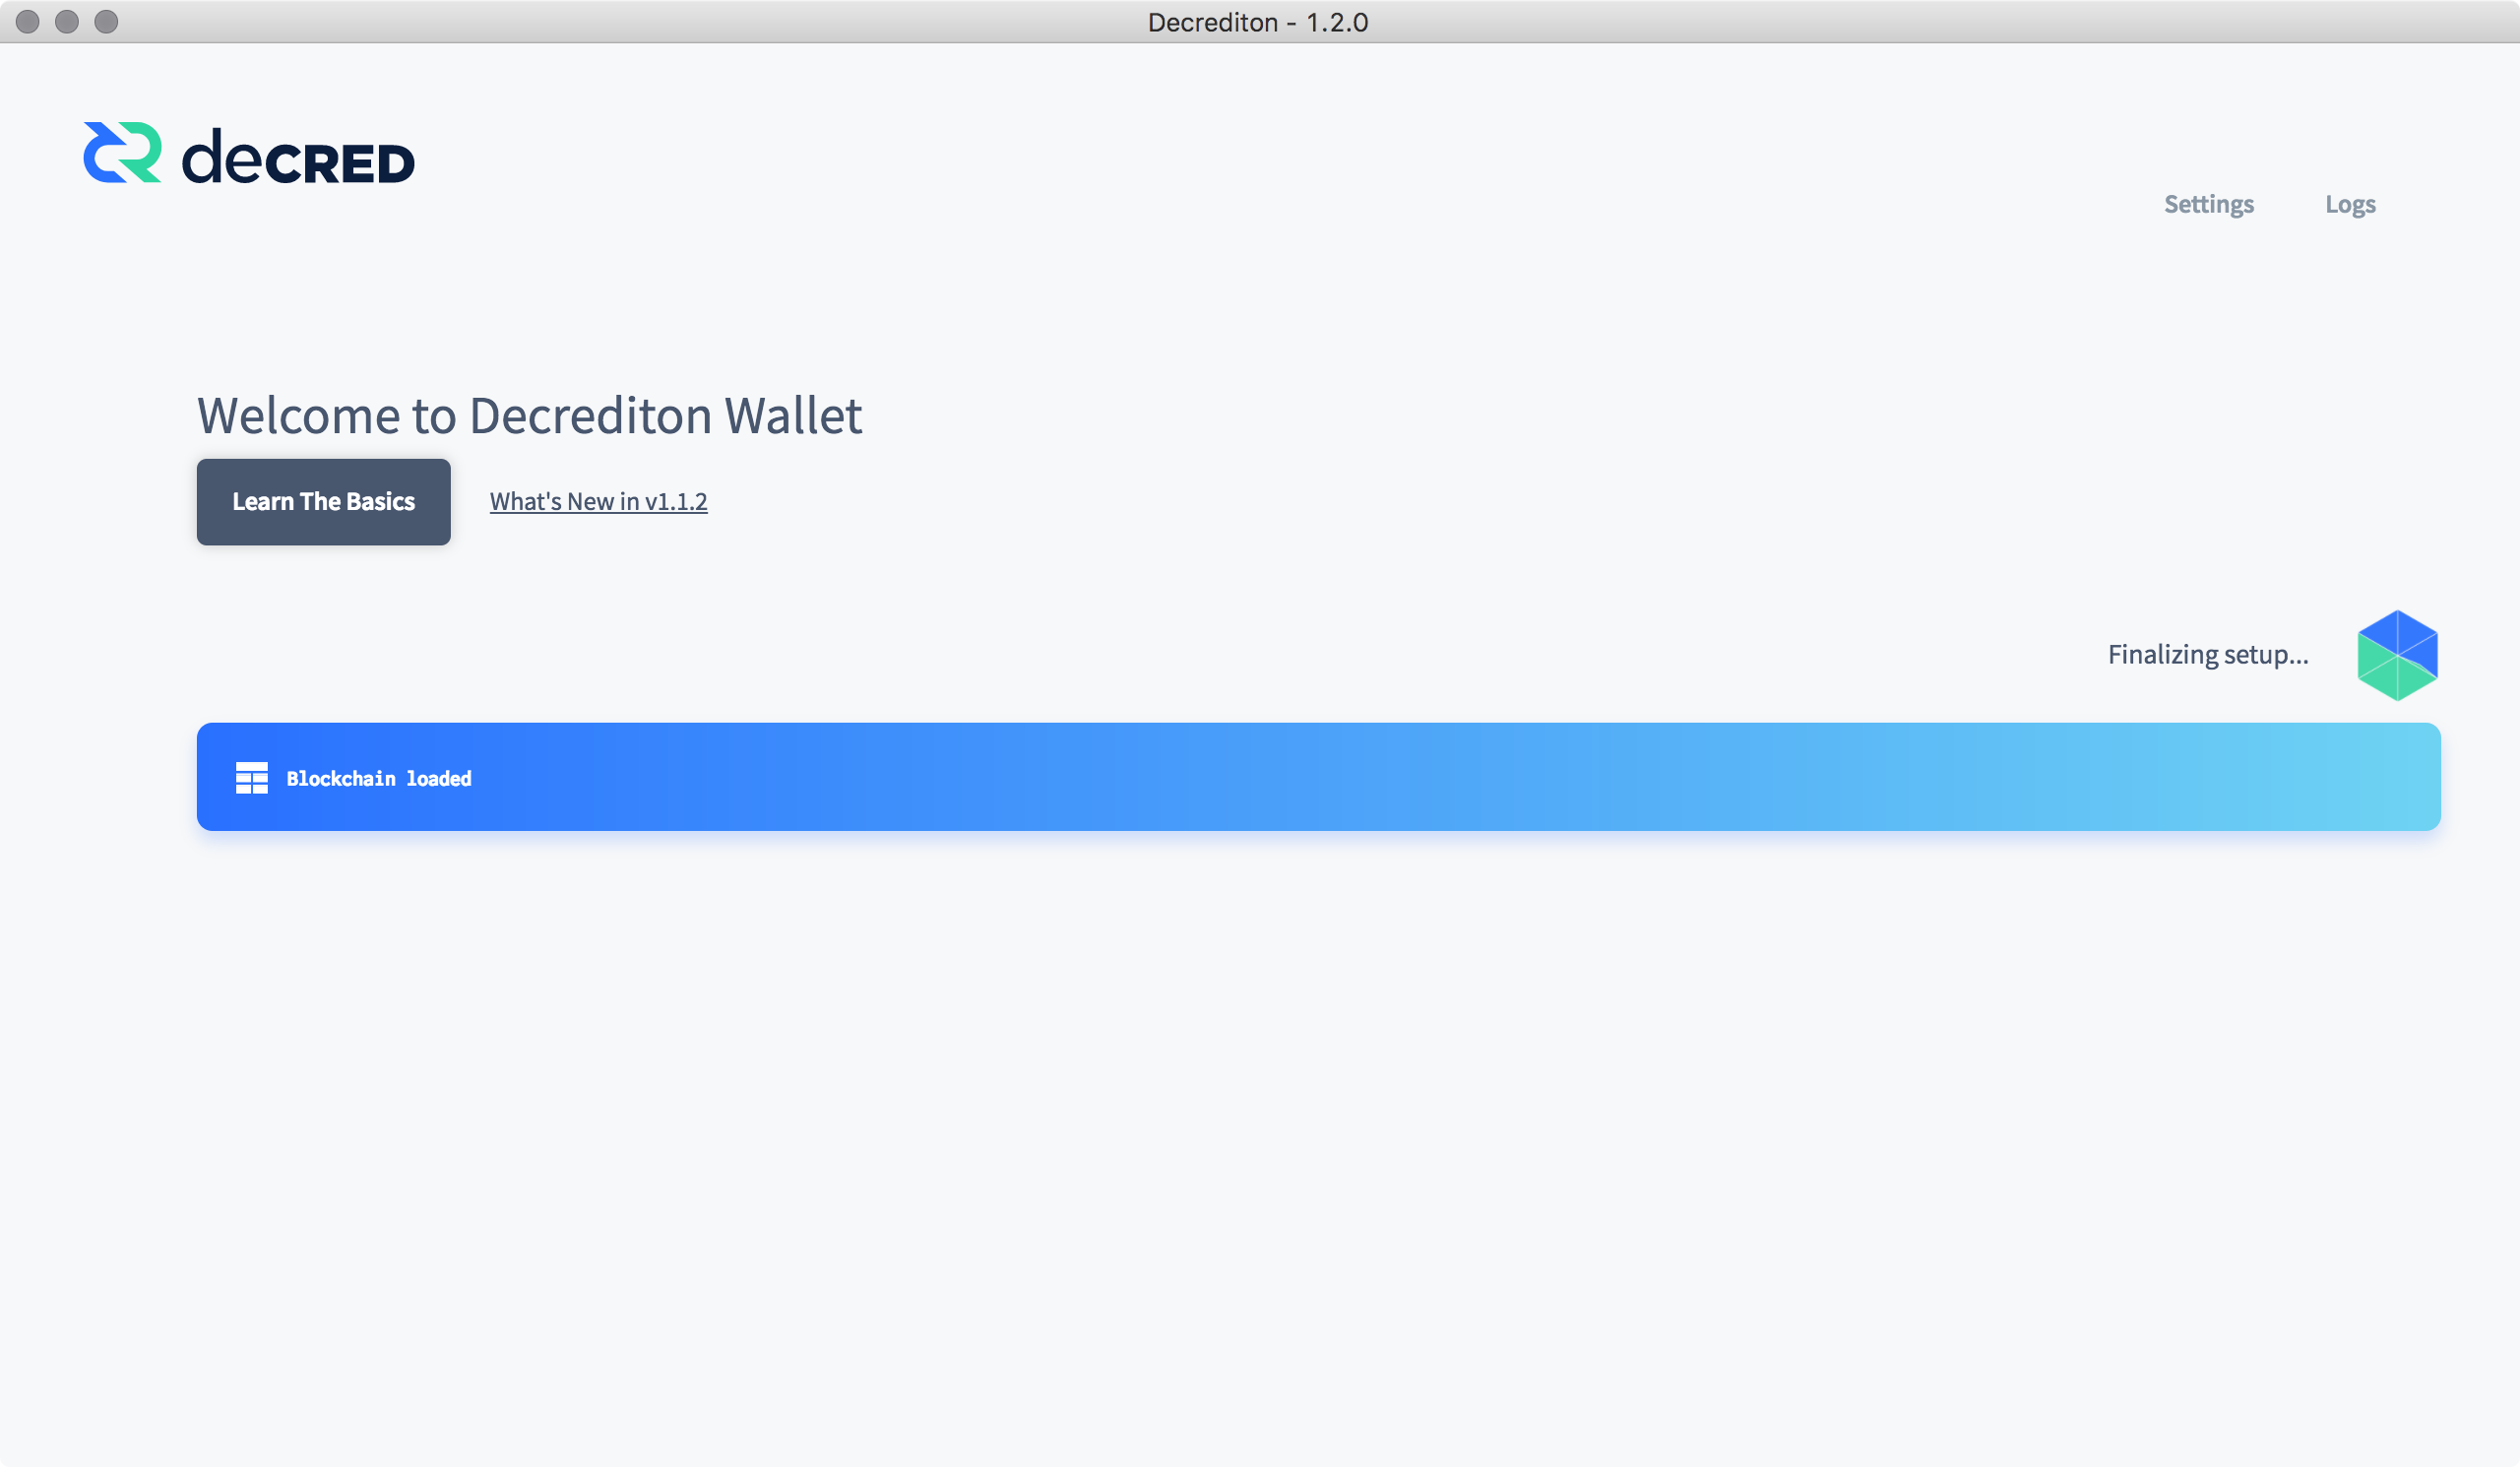 Decrediton - 1.2.0
deCRED
Settings Logs
Welcome to Decrediton Wallet
Learn The Basics What's New in v1.1.2
Finalizing setup...
Blockchain loaded